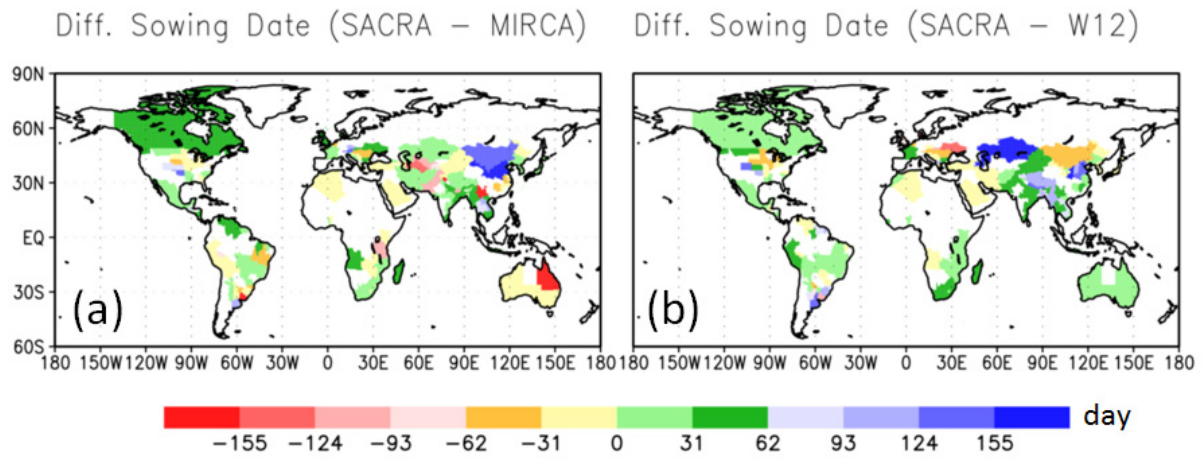 Diff. Sowing Date (SACRA – MIRCA) Diff. Sowing Date (SACRA – W12)
90N
60N
30N
EQ
30S
60S
(a) (b)
180 150W 120W 90W 60W 30W 0 30E 60E 90E 120E 150E 180 180 150W 120W 90W 60W 30W 0 30E 60E 90E 120E 150E 180
day
−155 −124 −93 −62 −31 0 31 62 93 124 155